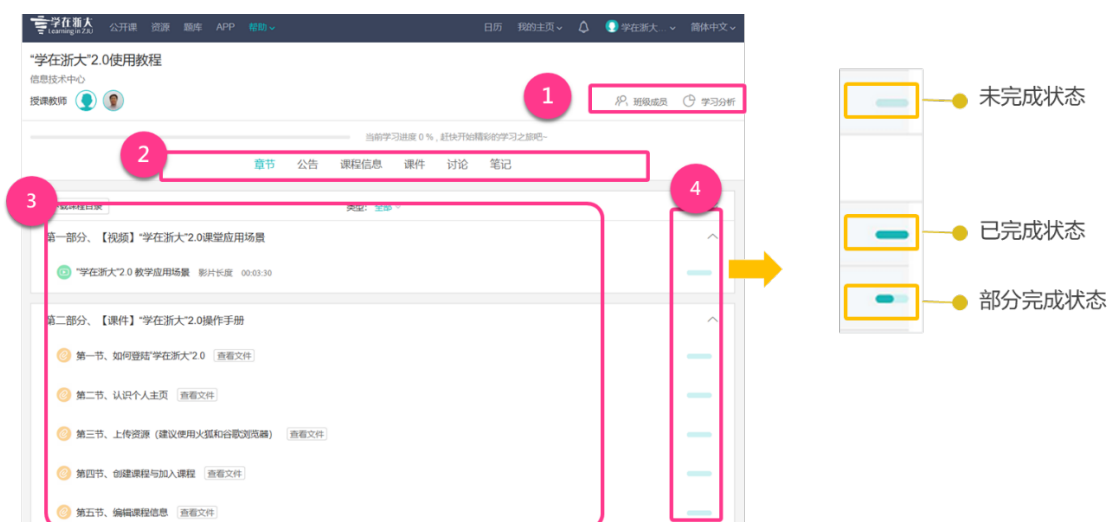 学在浙大 公开课 资源 题库 APP 帮助 日历 我的主页 学在浙大... 简体中文
Learning in ZJU
“学在浙大”2.0使用教程
信息技术中心
授课教师
1
班级成员 学习分析
当前学习进度 0 % , 赶快开始精彩的学习之旅吧~
2
章节 公告 课程信息 课件 讨论 笔记
3
4
课程目录 类型: 全部
第一部分、【视频】“学在浙大”2.0课堂应用场景
“学在浙大”2.0 教学应用场景 影片长度 00:03:30
第二部分、【课件】“学在浙大”2.0操作手册
第一节、如何登陆“学在浙大”2.0 查看文件
第二节、认识个人主页 查看文件
第三节、上传资源（建议使用火狐和谷歌浏览器） 查看文件
第四节、创建课程与加入课程 查看文件
第五节、编辑课程信息 查看文件
未完成状态
已完成状态
部分完成状态